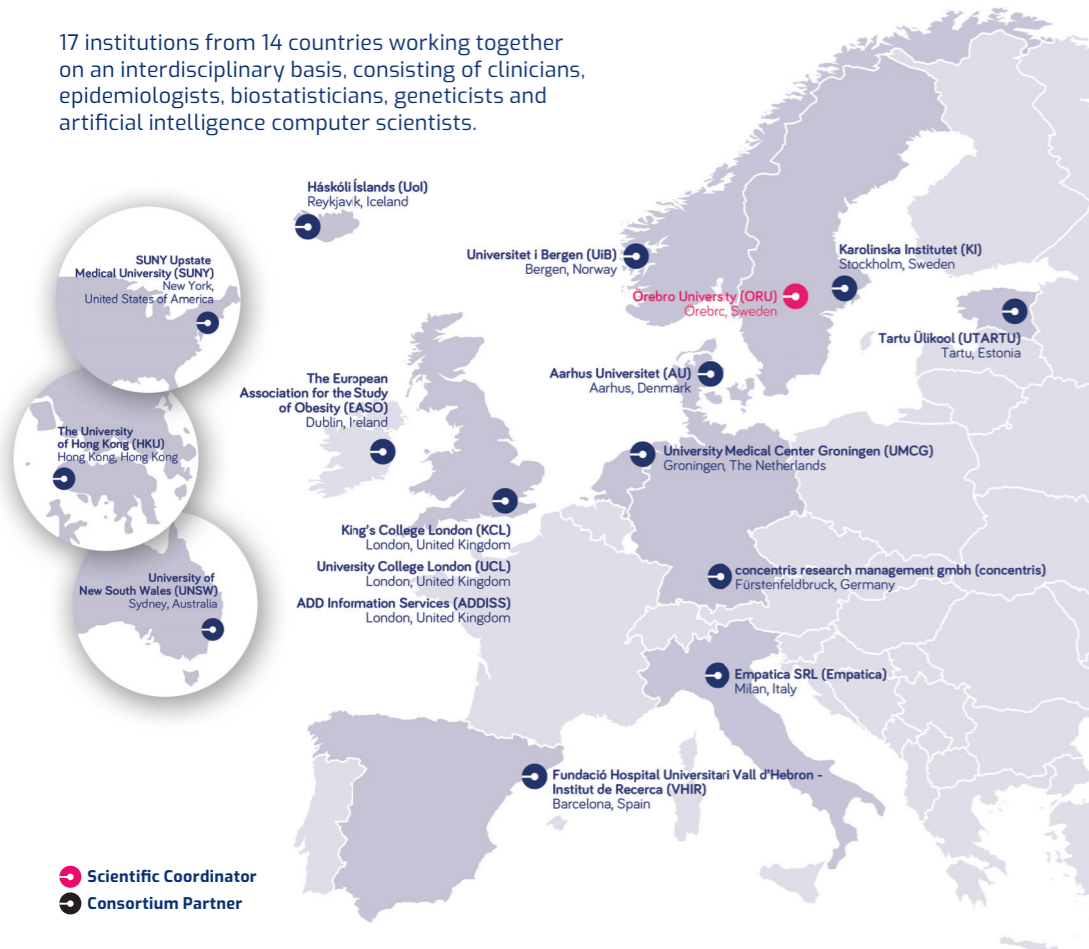 17 institutions from 14 countries working together
on an interdisciplinary basis, consisting of clinicians,
epidemiologists, biostatisticians, geneticists and
artificial intelligence computer scientists.
Háskóli Íslands (UoI)
Reykjavik, Iceland
SUNY Upstate
Medical University (SUNY)
New York,
United States of America
Universitet i Bergen (UiB)
Bergen, Norway
Karolinska Institutet (KI)
Stockholm, Sweden
Örebro University (ORU)
Örebro, Sweden
Tartu Ülikool (UTARTU)
Tartu, Estonia
Aarhus Universitet (AU)
Aarhus, Denmark
The European
Association for the Study
of Obesity (EASO)
Dublin, Ireland
The University
of Hong Kong (HKU)
Hong Kong, Hong Kong
University Medical Center Groningen (UMCG)
Groningen, The Netherlands
King's College London (KCL)
London, United Kingdom
University College London (UCL)
London, United Kingdom
ADD Information Services (ADDISS)
London, United Kingdom
University of
New South Wales (UNSW)
Sydney, Australia
concentris research management gmbh (concentris)
Fürstenfeldbruck, Germany
Empatica SRL (Empatica)
Milan, Italy
Fundació Hospital Universitari Vall d'Hebron -
Institut de Recerca (VHIR)
Barcelona, Spain
Scientific Coordinator
Consortium Partner